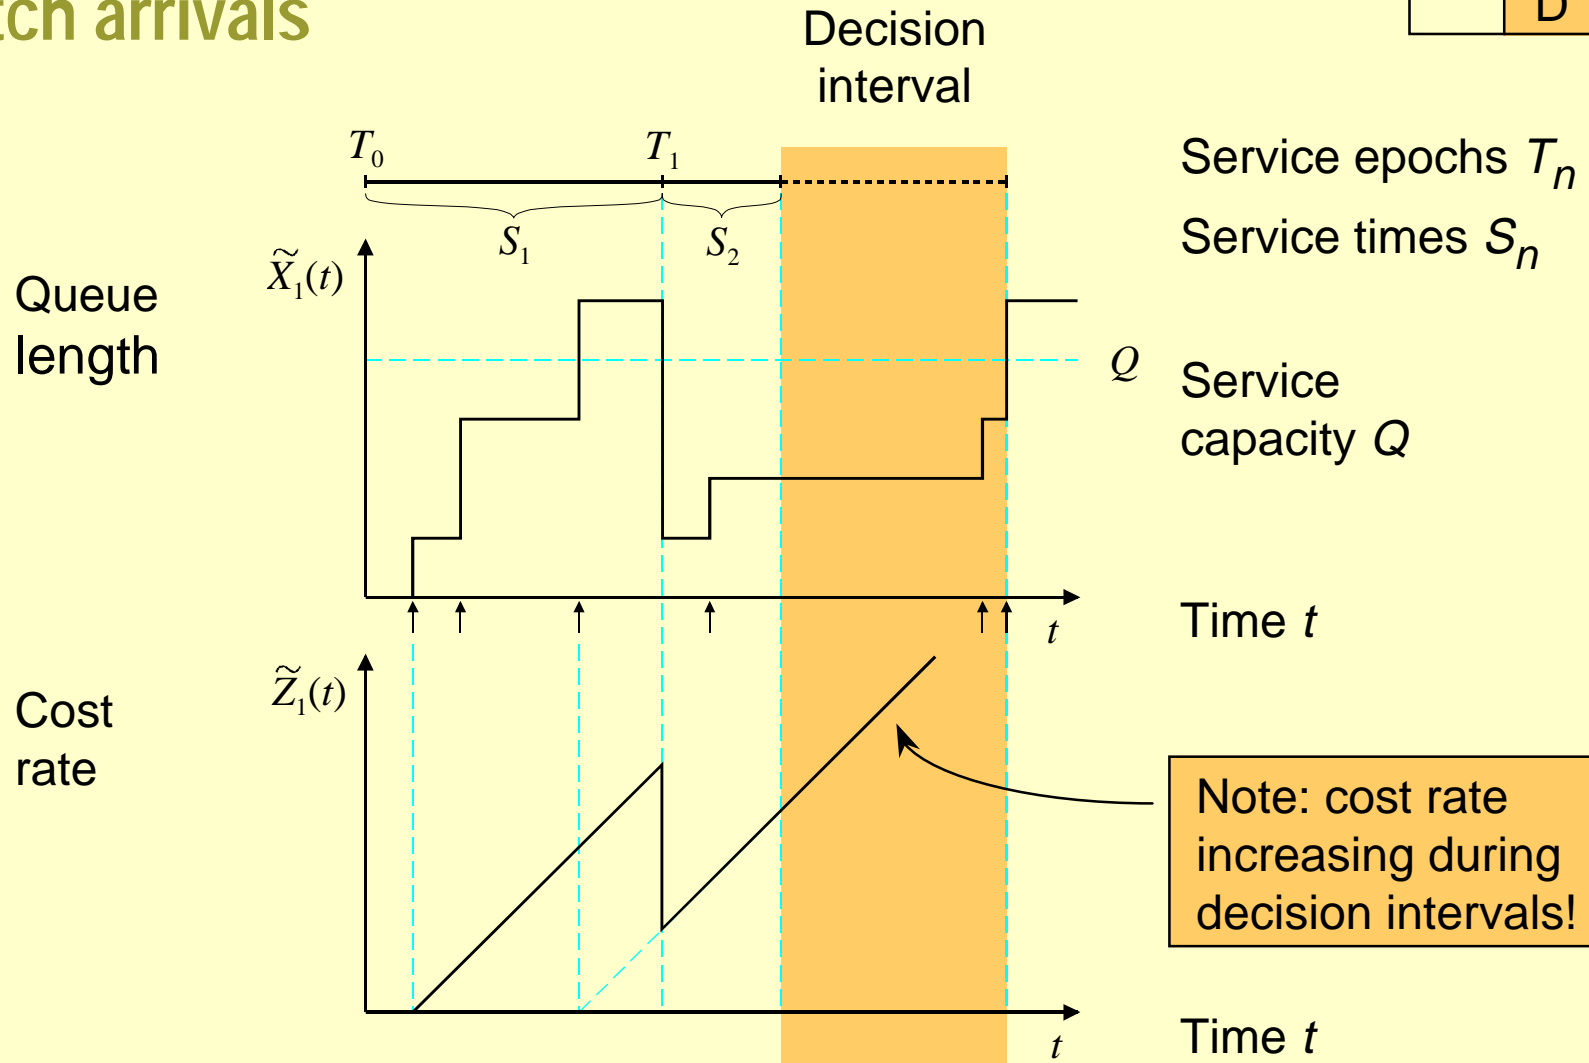 arrivals
D
Decision
interval
T₀
T₁
S₁
S₂
Service epochs Tₙ
Service times Sₙ
Queue
length
X̃₁(t)
Q
Service
capacity Q
t
Time t
Cost
rate
Z̃₁(t)
Note: cost rate
increasing during
decision intervals!
t
Time t